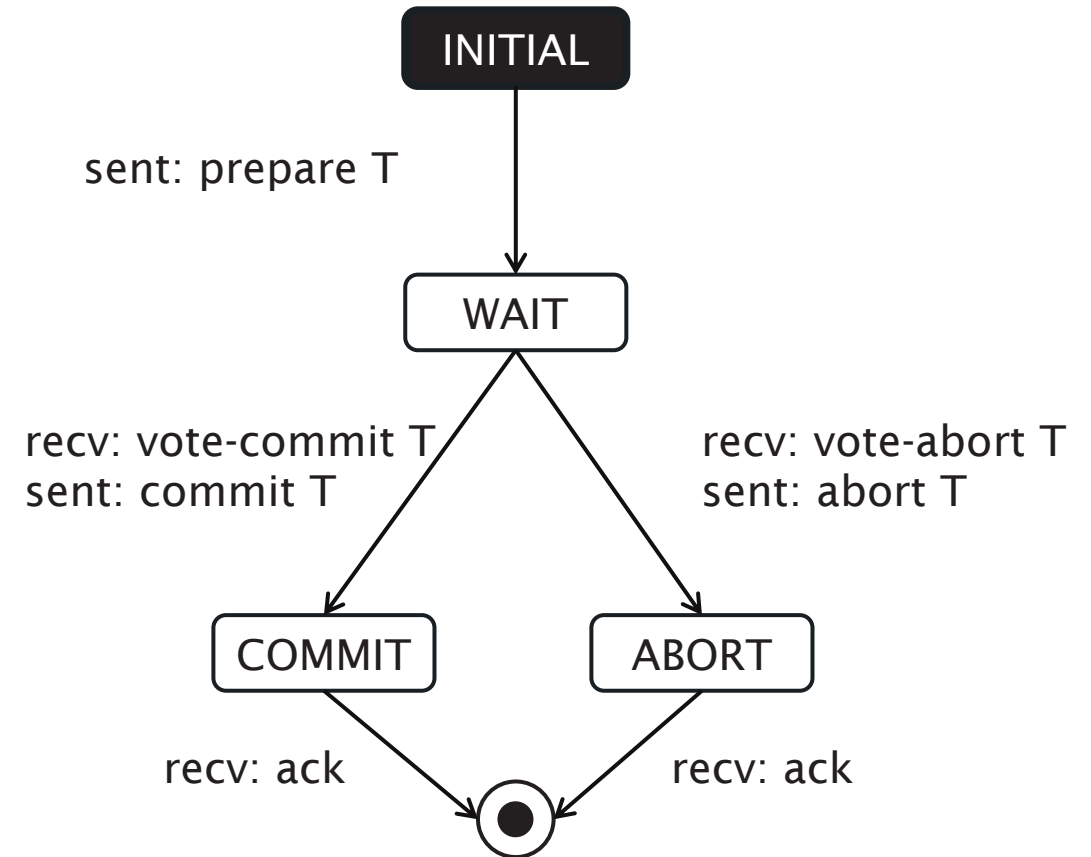 INITIAL
sent: prepare T
WAIT
recv: vote-commit T
sent: commit T
recv: vote-abort T
sent: abort T
COMMIT
ABORT
recv: ack
recv: ack